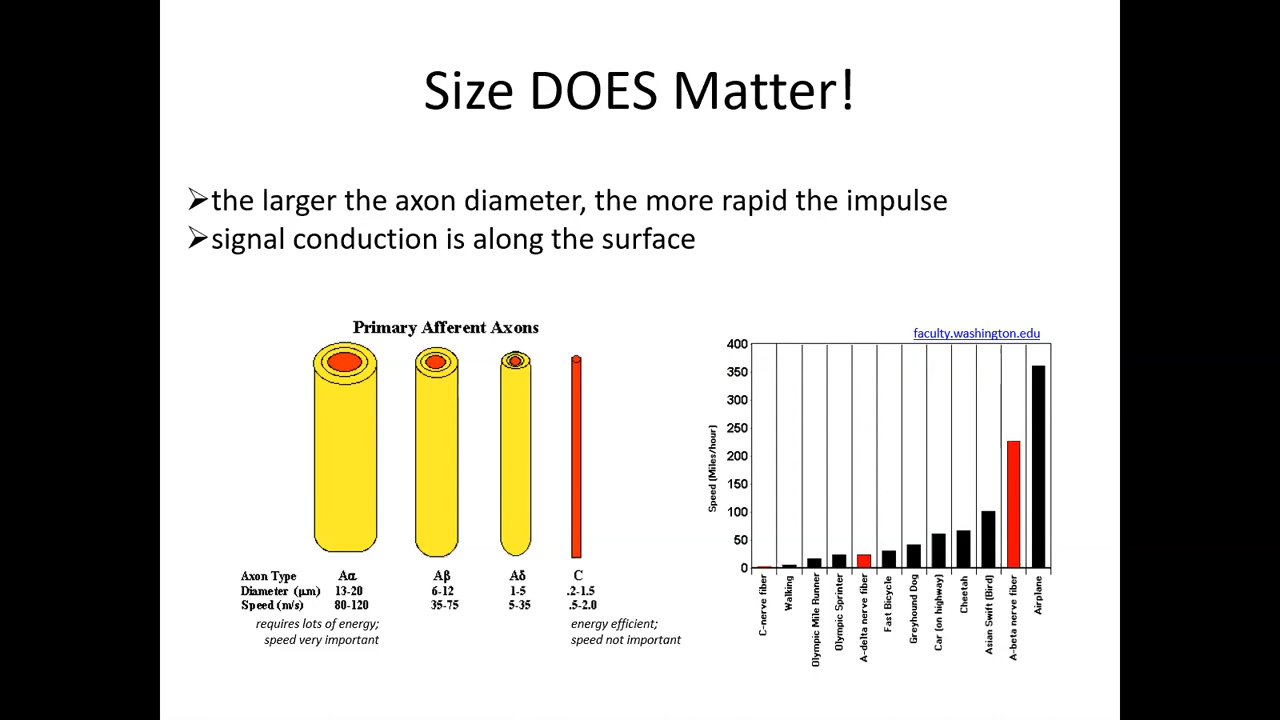 Size DOES Matter!
➢the larger the axon diameter, the more rapid the impulse
➢signal conduction is along the surface
Primary Afferent Axons
Axon Type Aα Aβ Aδ C
Diameter (μm) 13-20 6-12 1-5 .2-1.5
Speed (m/s) 80-120 35-75 5-35 .5-2.0
requires lots of energy;
speed very important
energy efficient;
speed not important
faculty.washington.edu
Speed (Miles/hour)
400
350
300
250
200
150
100
50
0
C-nerve fiber
Walking
Olympic Mile Runner
Olympic Sprinter
A-delta nerve fiber
Fast Bicycle
Greyhound Dog
Car (on highway)
Cheetah
Asian Swift (Bird)
A-beta nerve fiber
Airplane